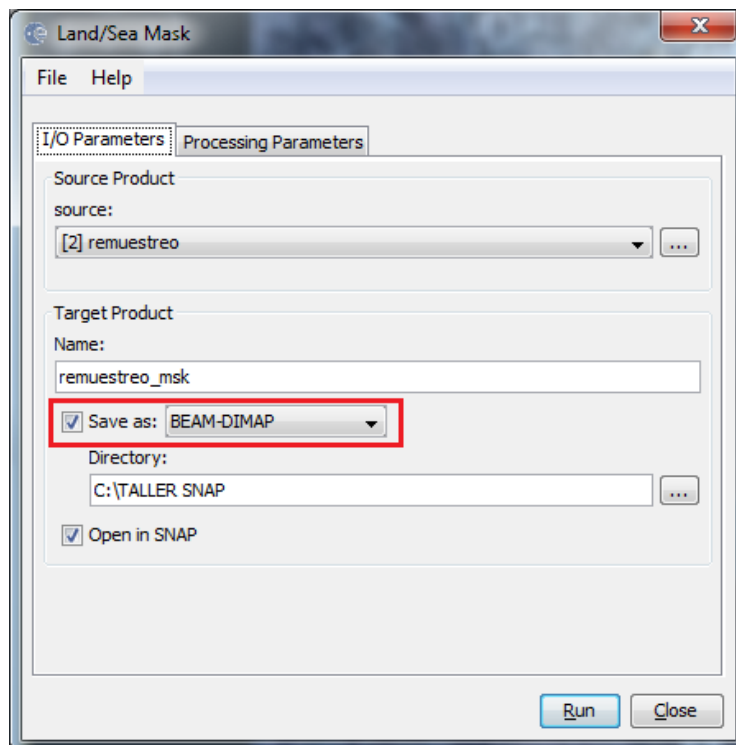 Land/Sea Mask
File Help
I/O Parameters Processing Parameters
Source Product
source:
[2] remuestreo
...
Target Product
Name:
remuestreo_msk
Save as: BEAM-DIMAP
Directory:
C:\TALLER SNAP
...
Open in SNAP
Run Close